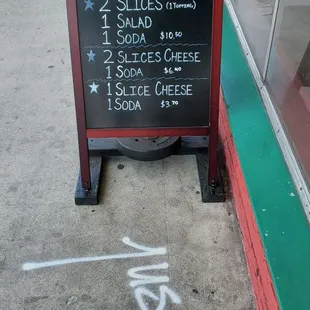 2 SLICES (1 TOPPING)
1 SALAD
1 SODA $10.50
2 SLICES CHEESE
1 SODA $6.40
1 SLICE CHEESE
1 SODA $3.70